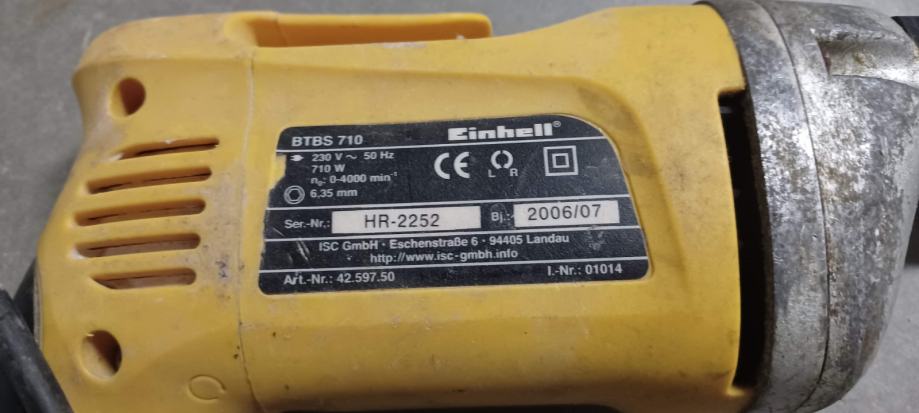 BTBS 710
Einhell®
230 V ~ 50 Hz
710 W
n₀: 0-4000 min⁻¹
6,35 mm
CE
L R
Ser.-Nr.: HR-2252 Bj.: 2006/07
ISC GmbH · Eschenstraße 6 · 94405 Landau
http://www.isc-gmbh.info
Art.-Nr.: 42.597.50 I.-Nr.: 01014